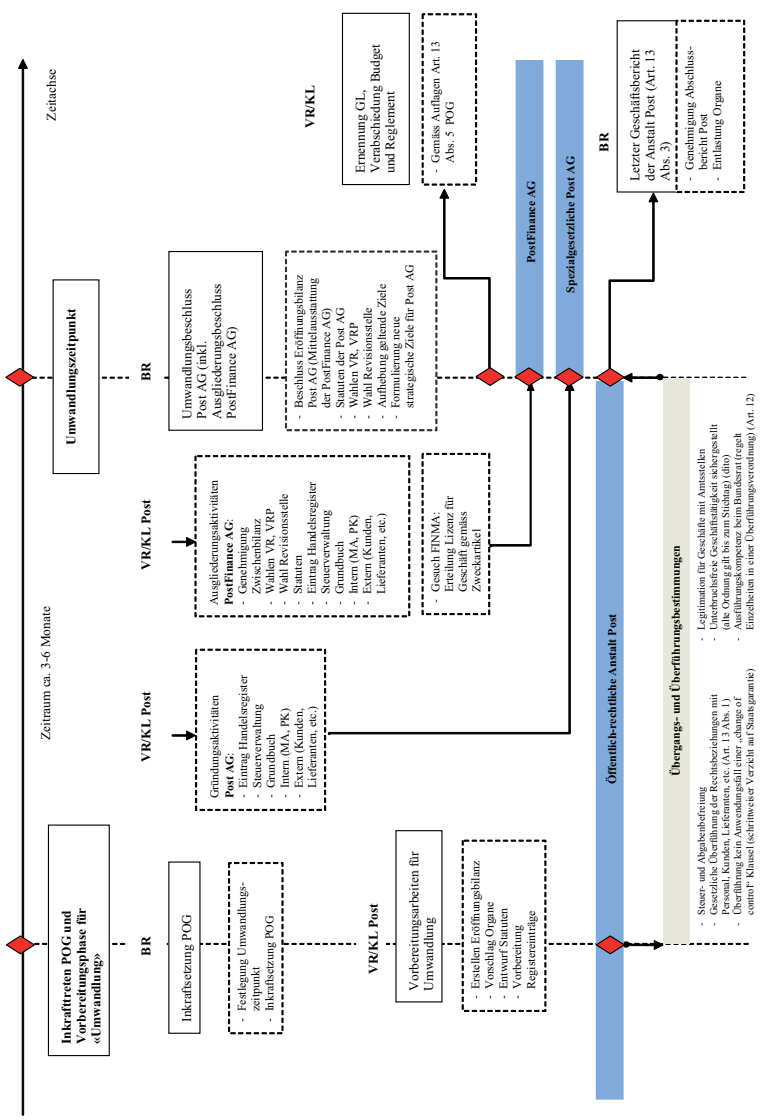 Zeitraum ca. 3-6 Monate
Zeitachse
Inkrafttreten POG und
Vorbereitungsphase für
«Umwandlung»
BR
Inkraftsetzung POG
- Festlegung Umwandlungs-
zeitpunkt
- Inkraftsetzung POG
VR/KL Post
Vorbereitungsarbeiten für
Umwandlung
- Erstellen Eröffnungsbilanz
- Vorschlag Organe
- Entwurf Statuten
- Vorbereitung
Registereinträge
VR/KL Post
Gründungsaktivitäten
Post AG:
- Eintrag Handelsregister
- Steuerverwaltung
- Grundbuch
- Intern (MA, PK)
- Extern (Kunden,
Lieferanten, etc.)
VR/KL Post
Ausgliederungsaktivitäten
PostFinance AG:
- Genehmigung
Zwischenbilanz
- Wahlen VR, VRP
- Wahl Revisionsstelle
- Statuten
- Eintrag Handelsregister
- Steuerverwaltung
- Grundbuch
- Intern (MA, PK)
- Extern (Kunden,
Lieferanten, etc.)
- Gesuch FINMA:
Erteilung Lizenz für
Geschäft gemäss
Zweckartikel
Umwandlungszeitpunkt
BR
Umwandlungsbeschluss
Post AG (inkl.
Ausgliederungsbeschluss
PostFinance AG)
- Beschluss Eröffnungsbilanz
Post AG (Mittelausstattung
der PostFinance AG)
- Statuten der Post AG
- Wahlen VR, VRP
- Wahl Revisionsstelle
- Aufhebung geltende Ziele
- Formulierung neue
strategische Ziele für Post AG
VR/KL
Ernennung GL,
Verabschiedung Budget
und Reglement
- Gemäss Auflagen Art. 13
Abs. 5 POG
PostFinance AG
Spezialgesetzliche Post AG
Öffentlich-rechtliche Anstalt Post
BR
Letzter Geschäftsbericht
der Anstalt Post (Art. 13
Abs. 3)
- Genehmigung Abschluss-
bericht Post
- Entlastung Organe
Übergangs- und Überführungsbestimmungen
- Steuer- und Abgabenbefreiung
- Gesetzliche Überführung der Rechtsbeziehungen mit
Personal, Kunden, Lieferanten, etc. (Art. 13 Abs. 1)
- Überführung kein Anwendungsfall einer „change of
control“ Klausel (schrittweiser Verzicht auf Staatsgarantie)
- Legitimation für Geschäfte mit Amtsstellen
- Unterbruchsfreie Geschäftstätigkeit sichergestellt
(alte Ordnung gilt bis zum Stichtag) (dito)
- Ausführungskompetenz beim Bundesrat (regelt
Einzelheiten in einer Überführungsverordnung) (Art. 12)